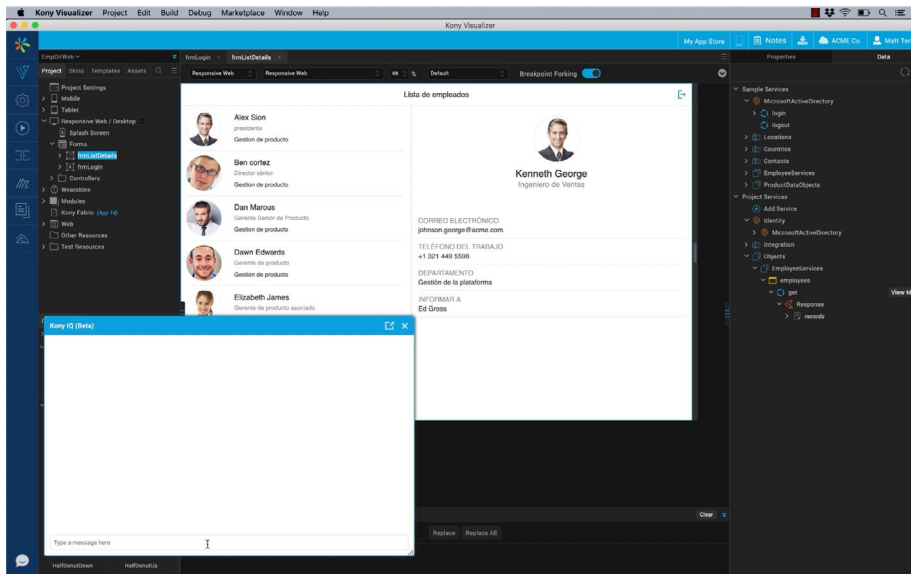 Kony Visualizer Project Edit Build Debug Marketplace Window Help
Kony Visualizer
My App Store Notes ACME Co. Matt Ter
EmpDirWeb
frmLogin frmListDetails
Properties Data
Project Skins Templates Assets
Responsive Web Responsive Web % Default Breakpoint Forking
Project Settings
Mobile
Tablet
Responsive Web / Desktop
Splash Screen
Forms
frmListDetails
frmLogin
Controllers
Wearables
Modules
Kony Fabric (App 14)
Web
Other Resources
Test Resources
Lista de empleados
Alex Sion
presidente
Gestion de producto
Ben cortez
Director sénior
Gestion de producto
Dan Marous
Gerente Senior de Producto
Gestion de producto
Dawn Edwards
Gerente de producto
Gestion de producto
Elizabeth James
Gerente de producto asociado
Kenneth George
Ingeniero de Ventas
CORREO ELECTRÓNICO
johnson.george@acme.com
TELÉFONO DEL TRABAJO
+1 321 449 5598
DEPARTAMENTO
Gestión de la plataforma
INFORMAR A
Ed Gross
Sample Services
MicrosoftActiveDirectory
login
logout
Locations
Countries
Contacts
EmployeeServices
ProductDataObjects
Project Services
Add Service
Identity
MicrosoftActiveDirectory
Integration
Objects
EmployeeServices
employees
get
View M
Response
records
Kony IQ (Beta)
Type a message here
Clear
Replace Replace All
HalfDonutDown HalfDonutUp